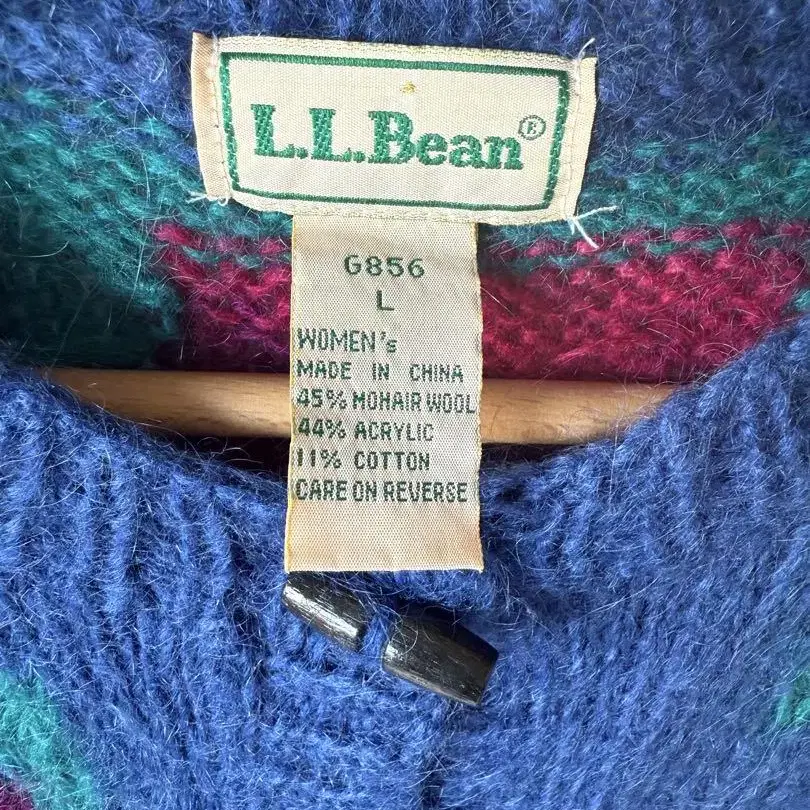 L.L.Bean®
G856
L
WOMEN's
MADE IN CHINA
45% MOHAIR WOOL
44% ACRYLIC
11% COTTON
CARE ON REVERSE